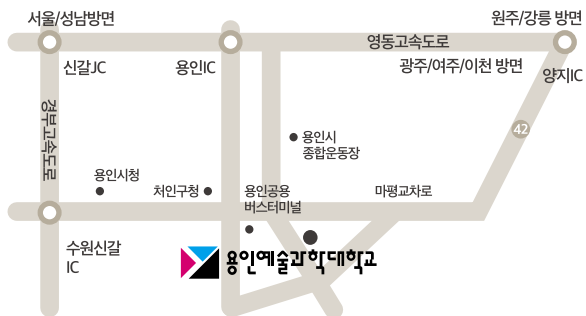 서울/성남방면
원주/강릉 방면
영동고속도로
신갈JC
용인IC
광주/여주/이천 방면
양지IC
경부고속도로
42
용인시
종합운동장
용인시청
처인구청
용인공용
버스터미널
마평교차로
수원신갈
IC
용인예술과학대학교